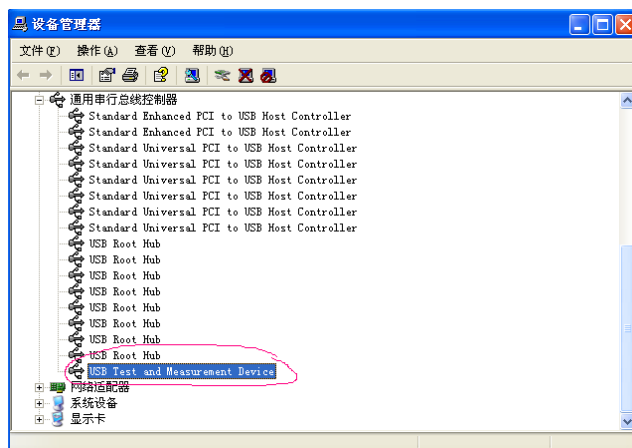 设备管理器
文件(F) 操作(A) 查看(V) 帮助(H)
通用串行总线控制器
Standard Enhanced PCI to USB Host Controller
Standard Enhanced PCI to USB Host Controller
Standard Universal PCI to USB Host Controller
Standard Universal PCI to USB Host Controller
Standard Universal PCI to USB Host Controller
Standard Universal PCI to USB Host Controller
Standard Universal PCI to USB Host Controller
Standard Universal PCI to USB Host Controller
USB Root Hub
USB Root Hub
USB Root Hub
USB Root Hub
USB Root Hub
USB Root Hub
USB Root Hub
USB Root Hub
USB Test and Measurement Device
网络适配器
系统设备
显示卡